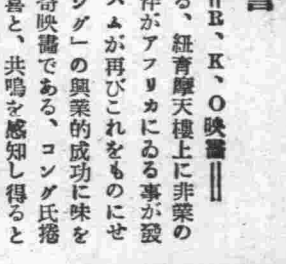 R、K、O映畫
る、紐育摩天樓上に非業の
件がアフリカにゐる事が發
ムが再びこれをものにせ
グ」の興業的成功に味を
奇映畫である、コング氏捲
喜と、共鳴を感知し得ると